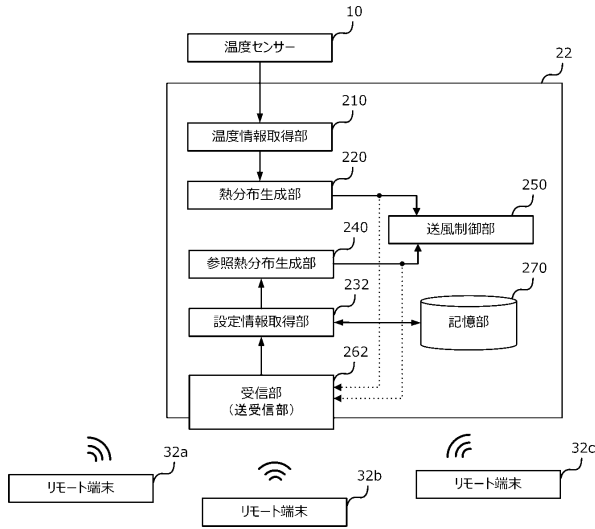 10
温度センサー
22
210
温度情報取得部
220
熱分布生成部
250
送風制御部
240
参照熱分布生成部
232
設定情報取得部
270
記憶部
262
受信部
（送受信部）
32a
リモート端末
32b
リモート端末
32c
リモート端末